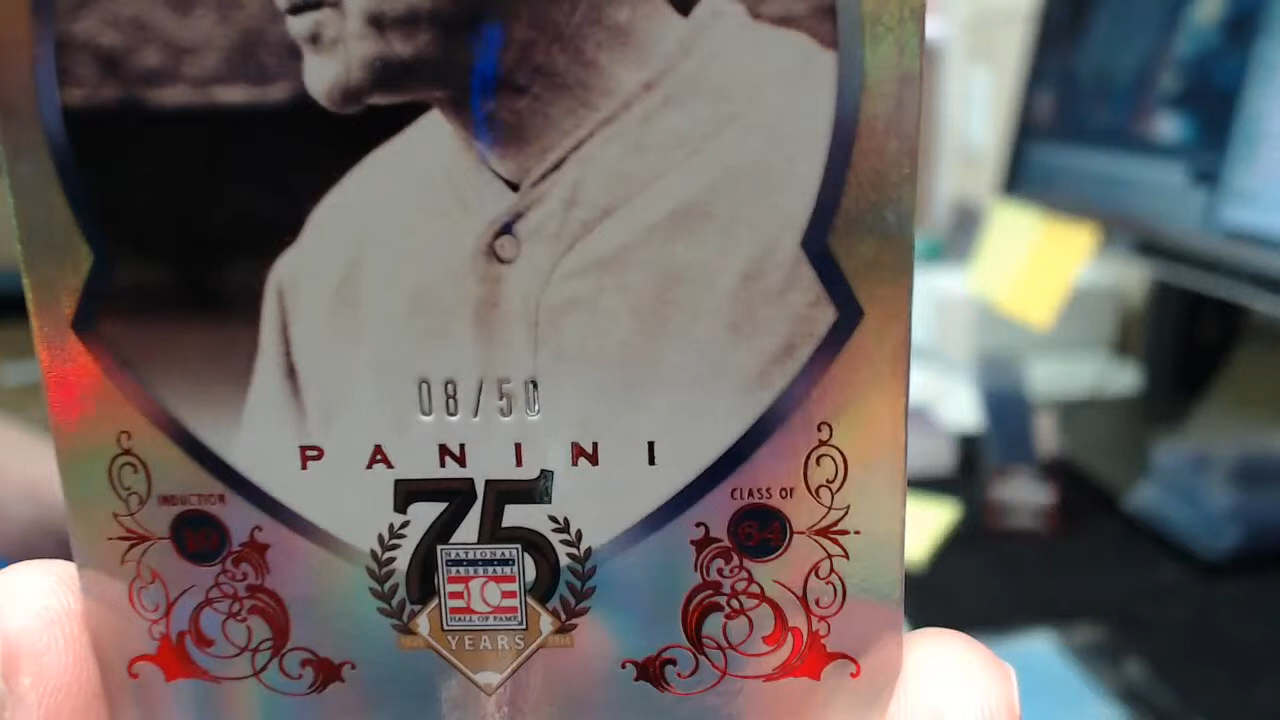 08/50
PANINI
INDUCTION
CLASS OF
64
75
NATIONAL
BASEBALL
HALL OF FAME
YEARS